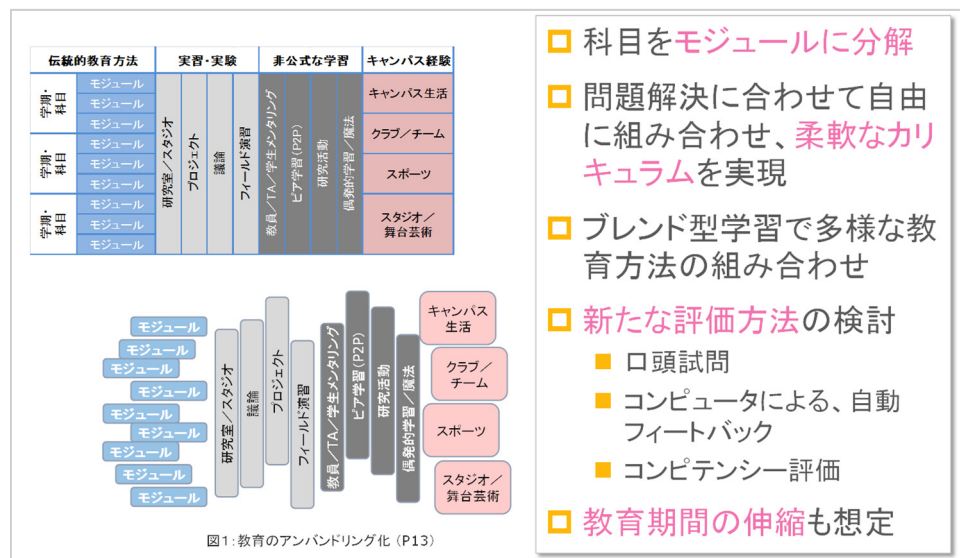 伝統的教育方法 実習・実験 非公式な学習 キャンパス経験
学期・
科目
モジュール
モジュール
モジュール
学期・
科目
モジュール
モジュール
モジュール
学期・
科目
モジュール
モジュール
モジュール
研究室／スタジオ
プロジェクト
議論
フィールド演習
教員／TA／学生メンタリング
ピア学習(P2P)
研究活動
偶発的学習／魔法
キャンパス生活
クラブ／チーム
スポーツ
スタジオ／
舞台芸術
モジュール
モジュール
モジュール
モジュール
モジュール
モジュール
モジュール
モジュール
モジュール
研究室／スタジオ
議論
プロジェクト
フィールド演習
教員／TA／学生メンタリング
ピア学習(P2P)
研究活動
偶発的学習／魔法
キャンパス
生活
クラブ／
チーム
スポーツ
スタジオ／
舞台芸術
図1：教育のアンバンドリング化（P13）
科目をモジュールに分解
問題解決に合わせて自由
に組み合わせ、柔軟なカリ
キュラムを実現
ブレンド型学習で多様な教
育方法の組み合わせ
新たな評価方法の検討
口頭試問
コンピュータによる、自動
フィートバック
コンピテンシー評価
教育期間の伸縮も想定